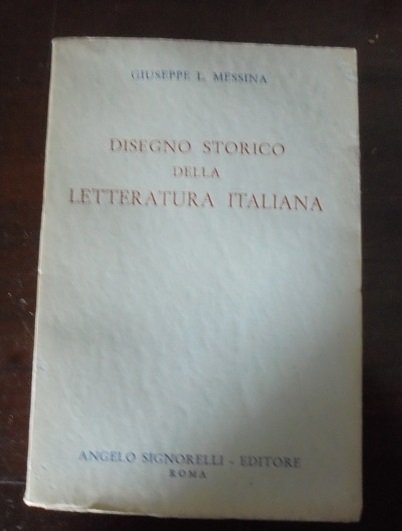 GIUSEPPE L. MESSINA
DISEGNO STORICO
DELLA
LETTERATURA ITALIANA
ANGELO SIGNORELLI - EDITORE
ROMA